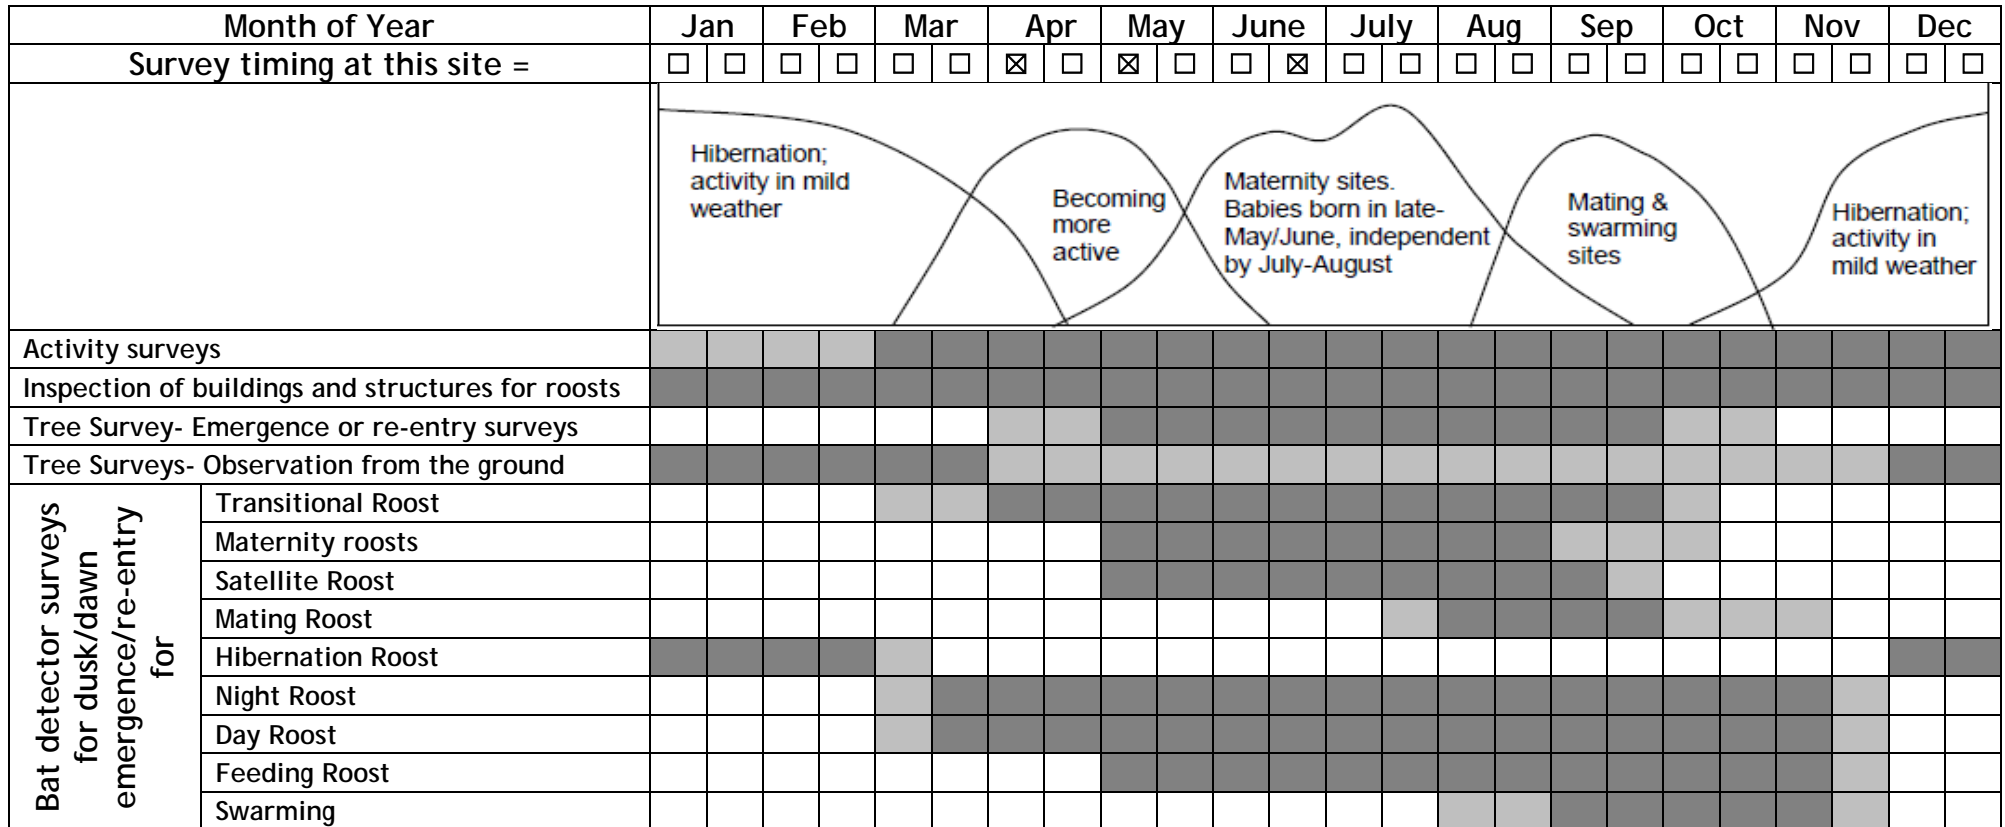 Month of Year Jan Feb Mar Apr May June July Aug Sep Oct Nov Dec
Survey timing at this site = ☐ ☐ ☐ ☐ ☐ ☐ ☒ ☐ ☒ ☐ ☐ ☒ ☐ ☐ ☐ ☐ ☐ ☐ ☐ ☐ ☐ ☐ ☐ ☐
Hibernation;
activity in mild
weather
Becoming
more
active
Maternity sites.
Babies born in late-
May/June, independent
by July-August
Mating &
swarming
sites
Hibernation;
activity in
mild weather
Activity surveys
Inspection of buildings and structures for roosts
Tree Survey- Emergence or re-entry surveys
Tree Surveys- Observation from the ground
Bat detector surveys
for dusk/dawn
emergence/re-entry
for
Transitional Roost
Maternity roosts
Satellite Roost
Mating Roost
Hibernation Roost
Night Roost
Day Roost
Feeding Roost
Swarming